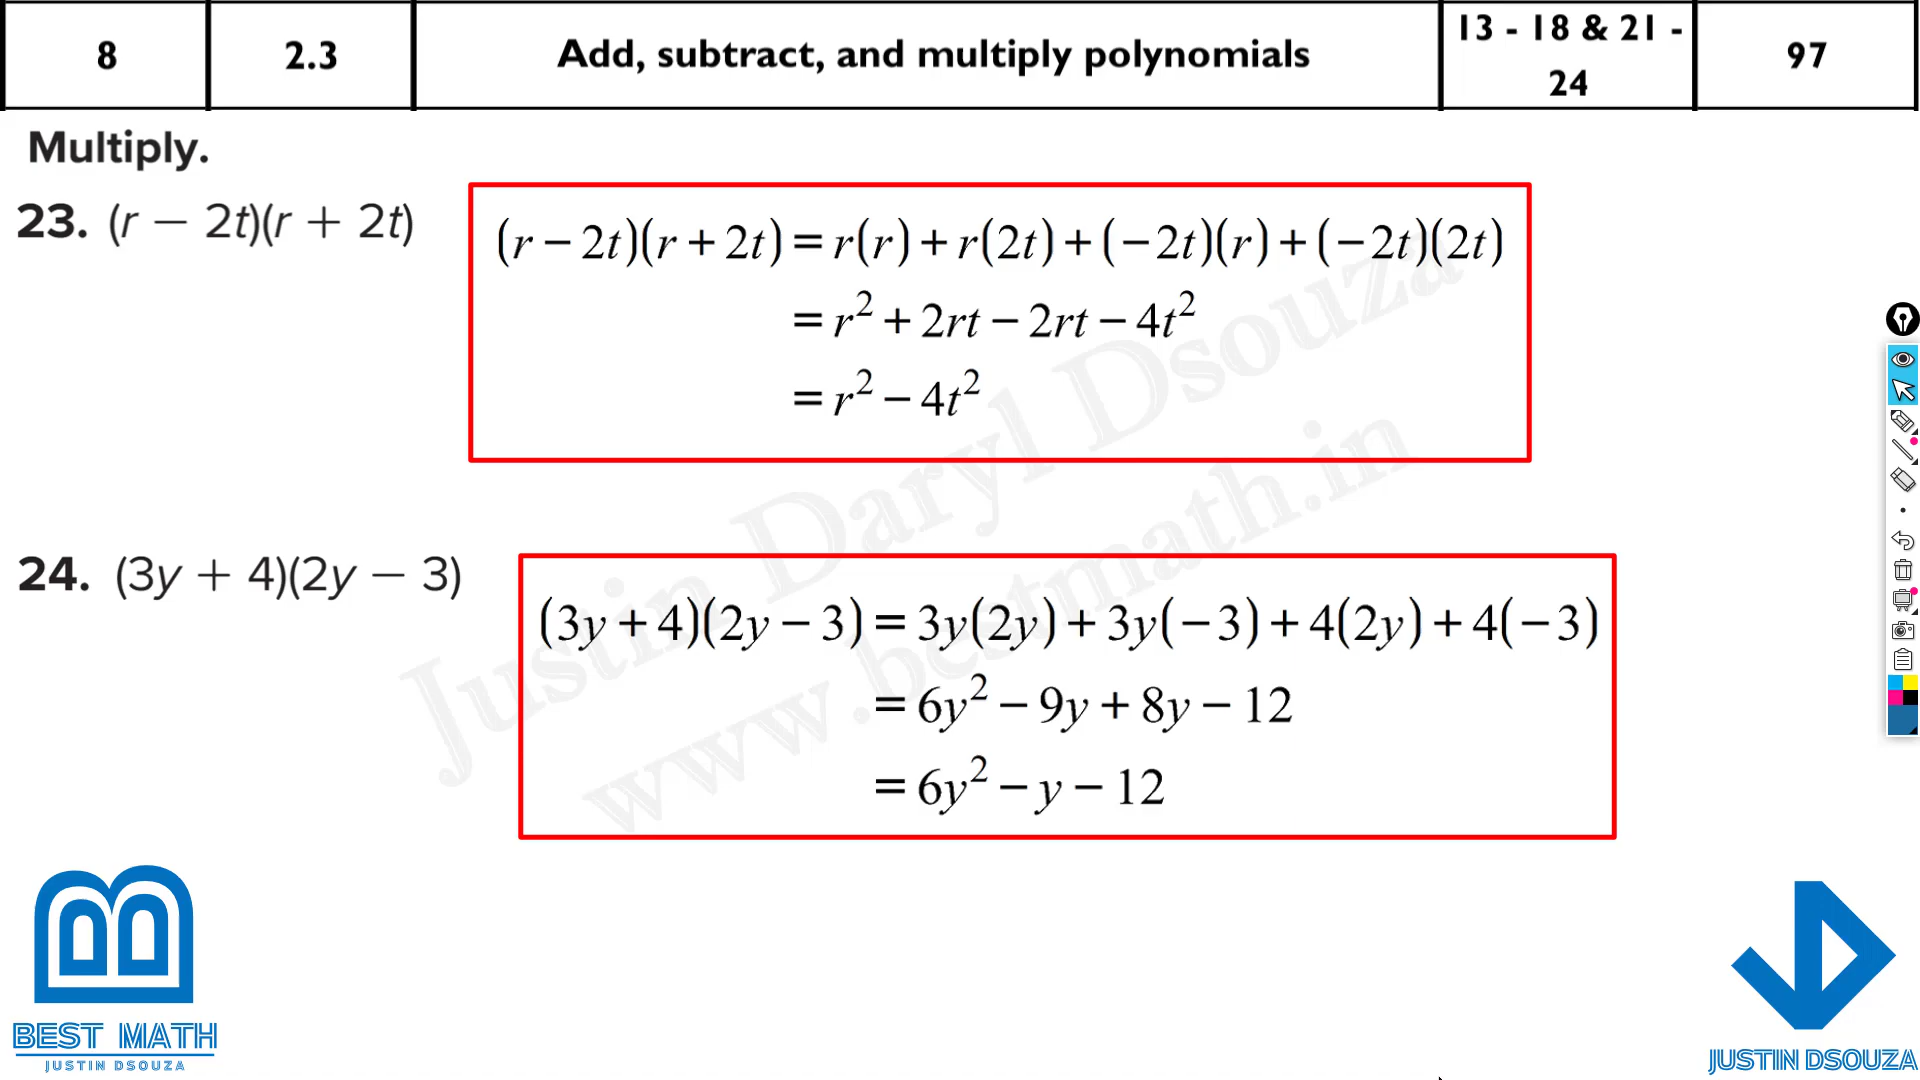 8 2.3 Add, subtract, and multiply polynomials 13 - 18 & 21 - 24 97
Multiply.
23. (r − 2t)(r + 2t)
(r − 2t)(r + 2t) = r(r) + r(2t) + (−2t)(r) + (−2t)(2t)
= r² + 2rt − 2rt − 4t²
= r² − 4t²
24. (3y + 4)(2y − 3)
(3y + 4)(2y − 3) = 3y(2y) + 3y(−3) + 4(2y) + 4(−3)
= 6y² − 9y + 8y − 12
= 6y² − y − 12
Justin Daryl Dsouza
www.bestmath.in
BEST MATH
JUSTIN DSOUZA
JUSTIN DSOUZA